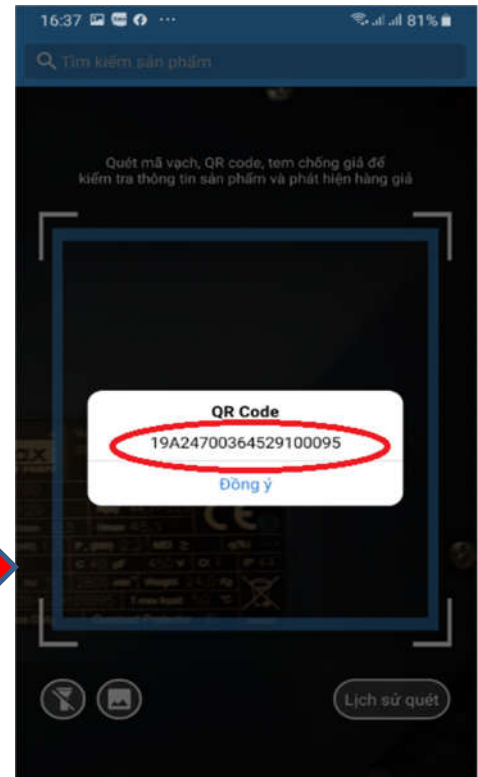 16:37 81%
Tìm kiếm sản phẩm
Quét mã vạch, QR code, tem chống giả để
kiểm tra thông tin sản phẩm và phát hiện hàng giả
QR Code
19A24700364529100095
Đồng ý
CE
Lịch sử quét